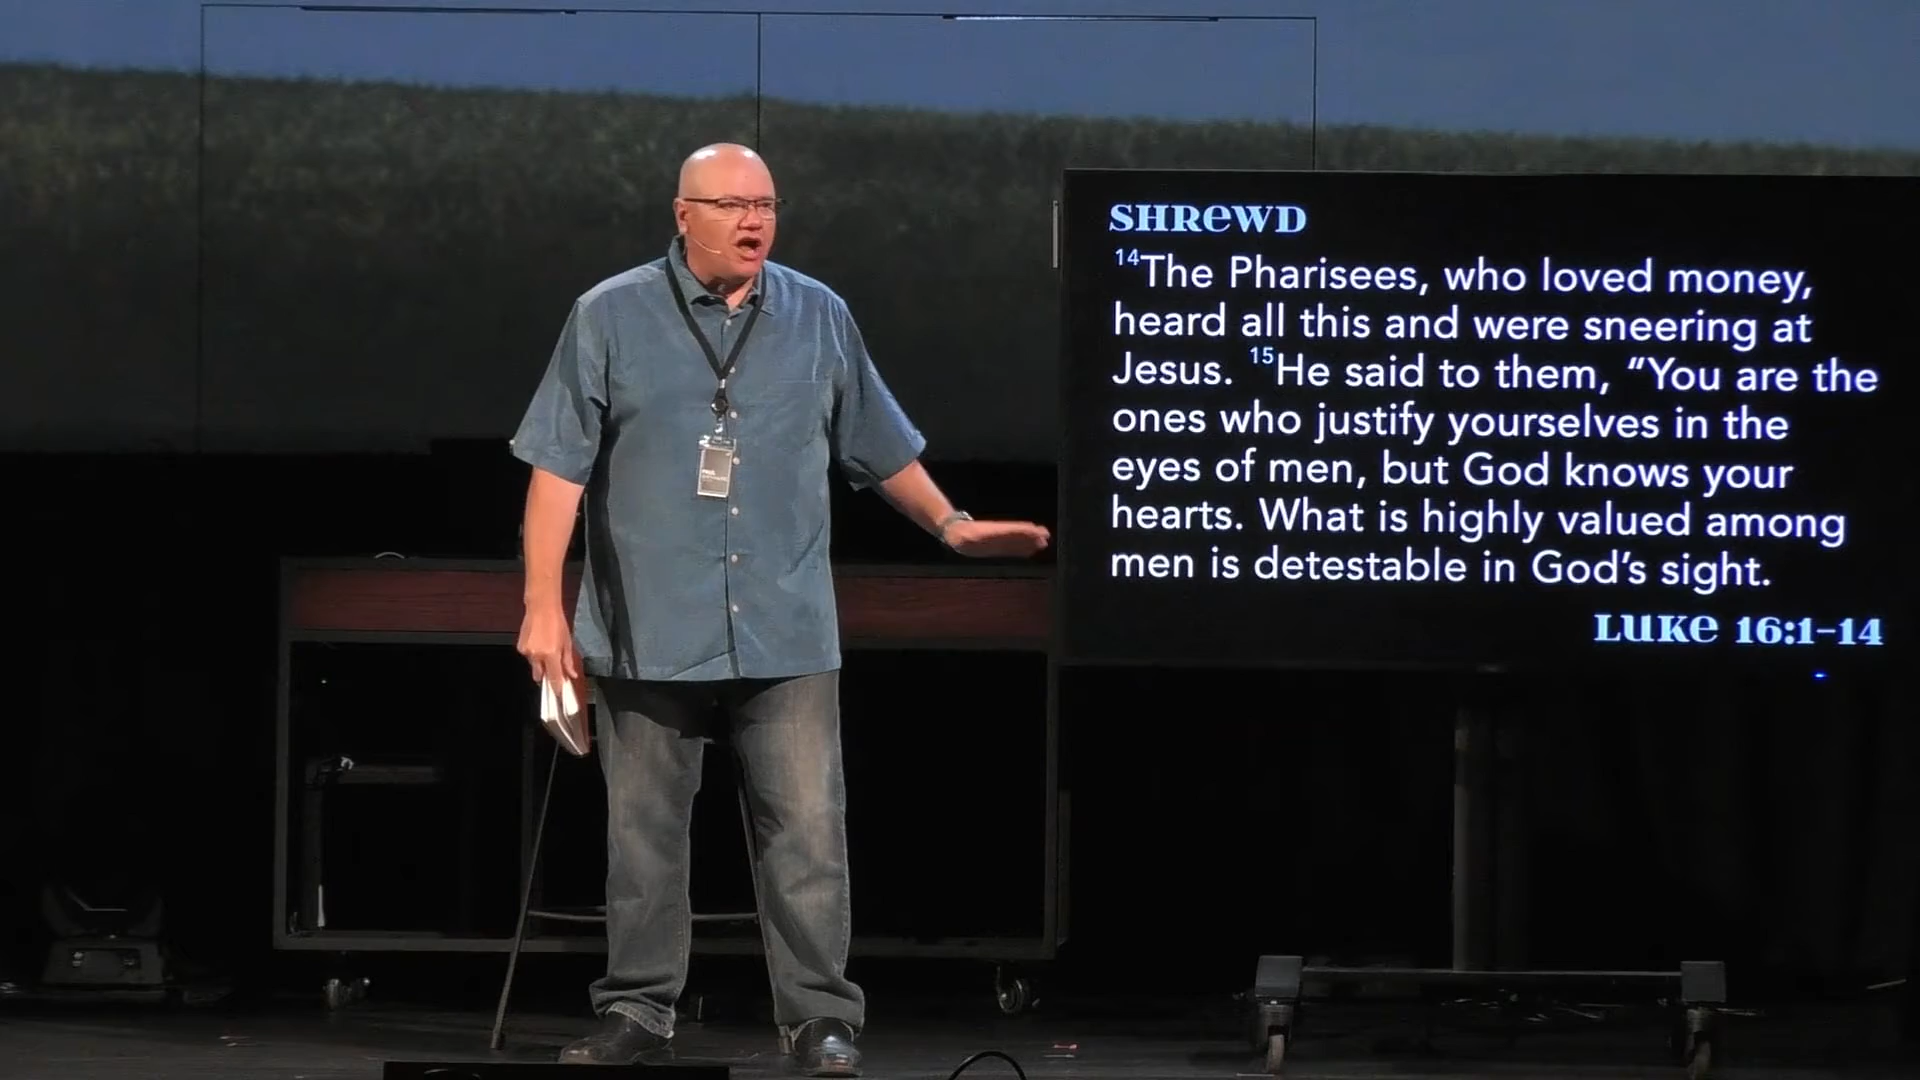 SHREWD
14The Pharisees, who loved money,
heard all this and were sneering at
Jesus. 15He said to them, “You are the
ones who justify yourselves in the
eyes of men, but God knows your
hearts. What is highly valued among
men is detestable in God’s sight.
LUKE 16:1-14